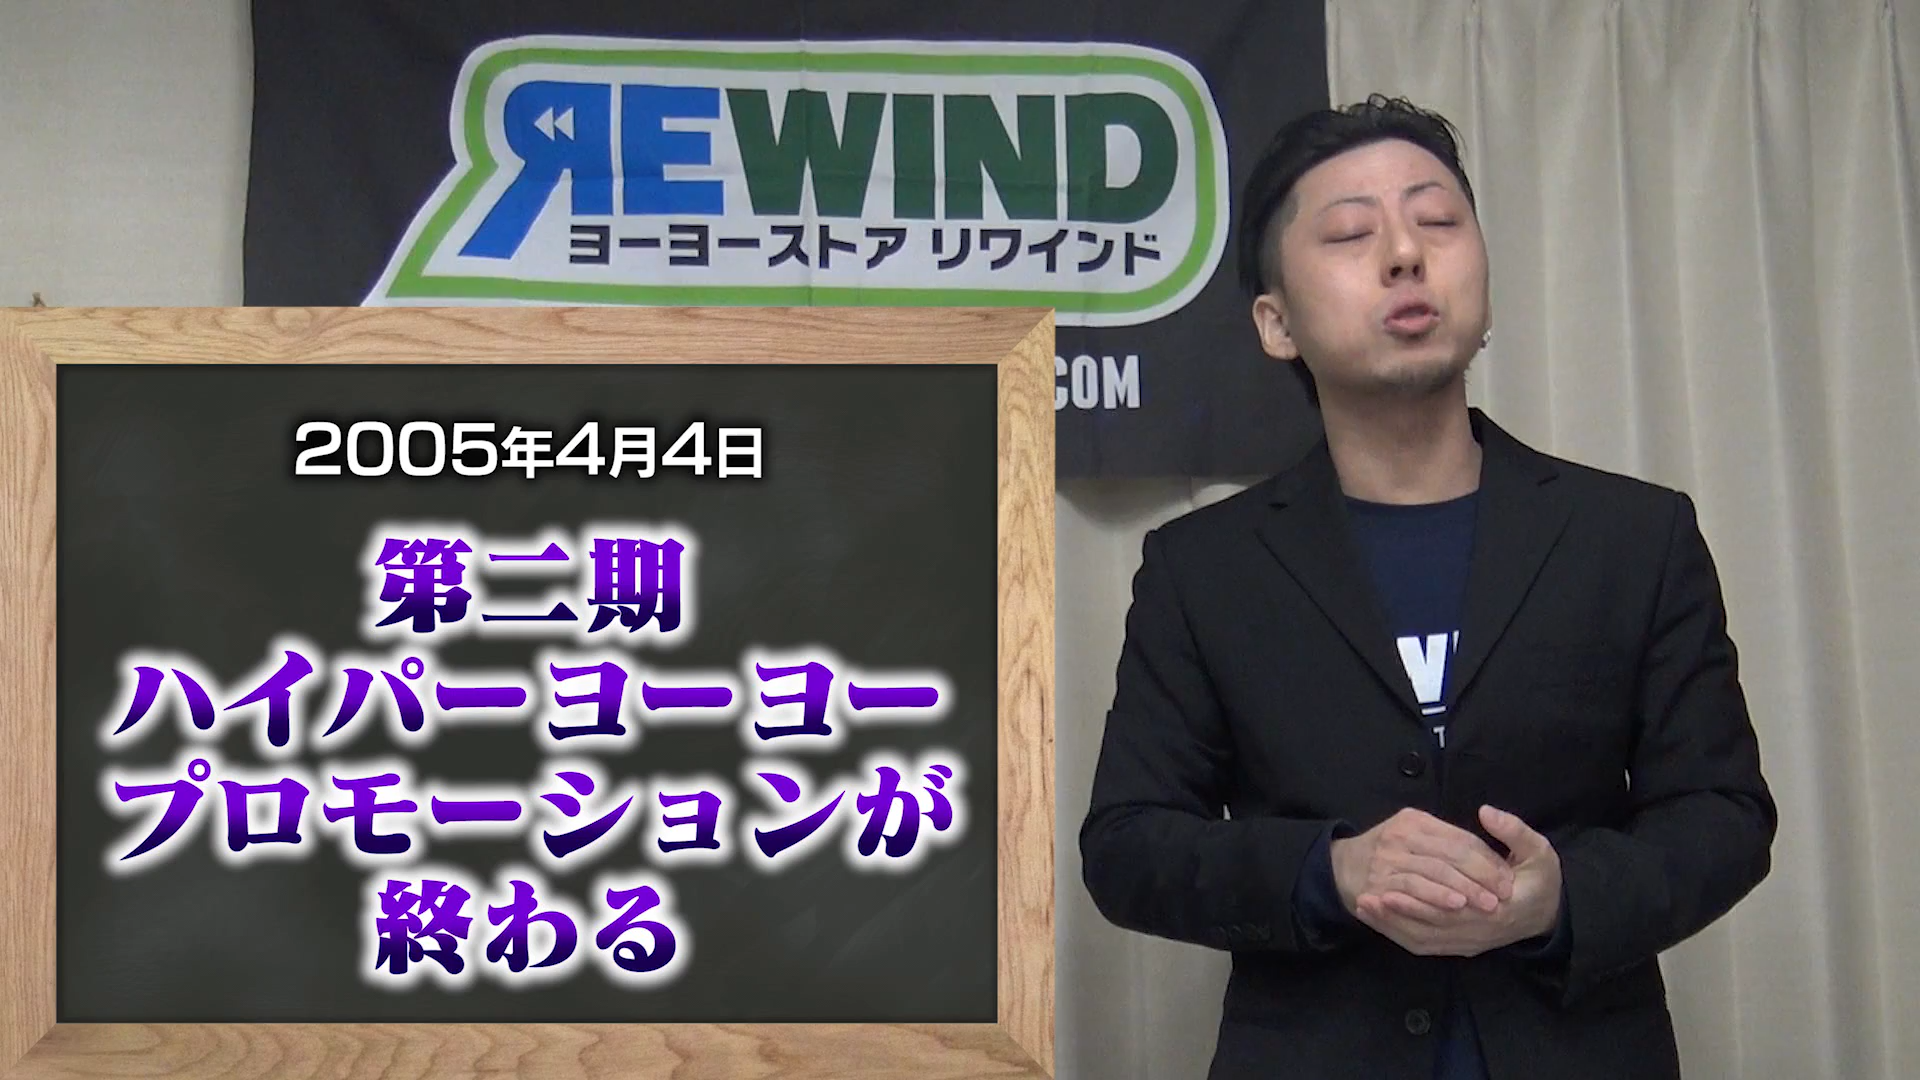 REWIND
ヨーヨーストア リワインド
COM
2005年4月4日
第二期
ハイパーヨーヨー
プロモーションが
終わる